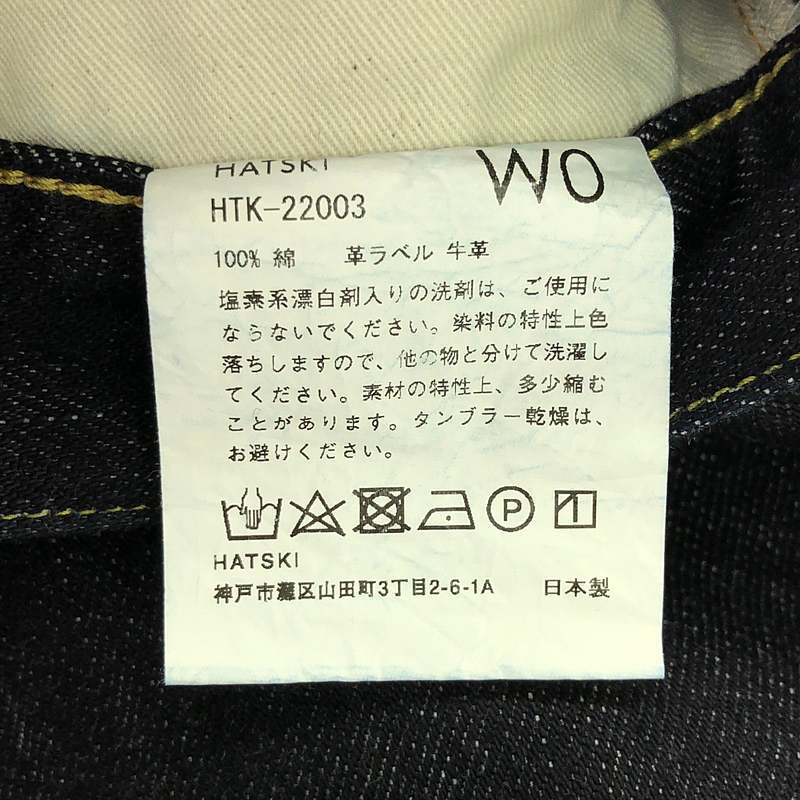 HATSKI
W0
HTK-22003
100% 綿 革ラベル 牛革
塩素系漂白剤入りの洗剤は、ご使用に
ならないでください。染料の特性上色
落ちしますので、他の物と分けて洗濯し
てください。素材の特性上、多少縮む
ことがあります。タンブラー乾燥は、
お避けください。
P
1
HATSKI
神戸市灘区山田町3丁目2-6-1A 日本製